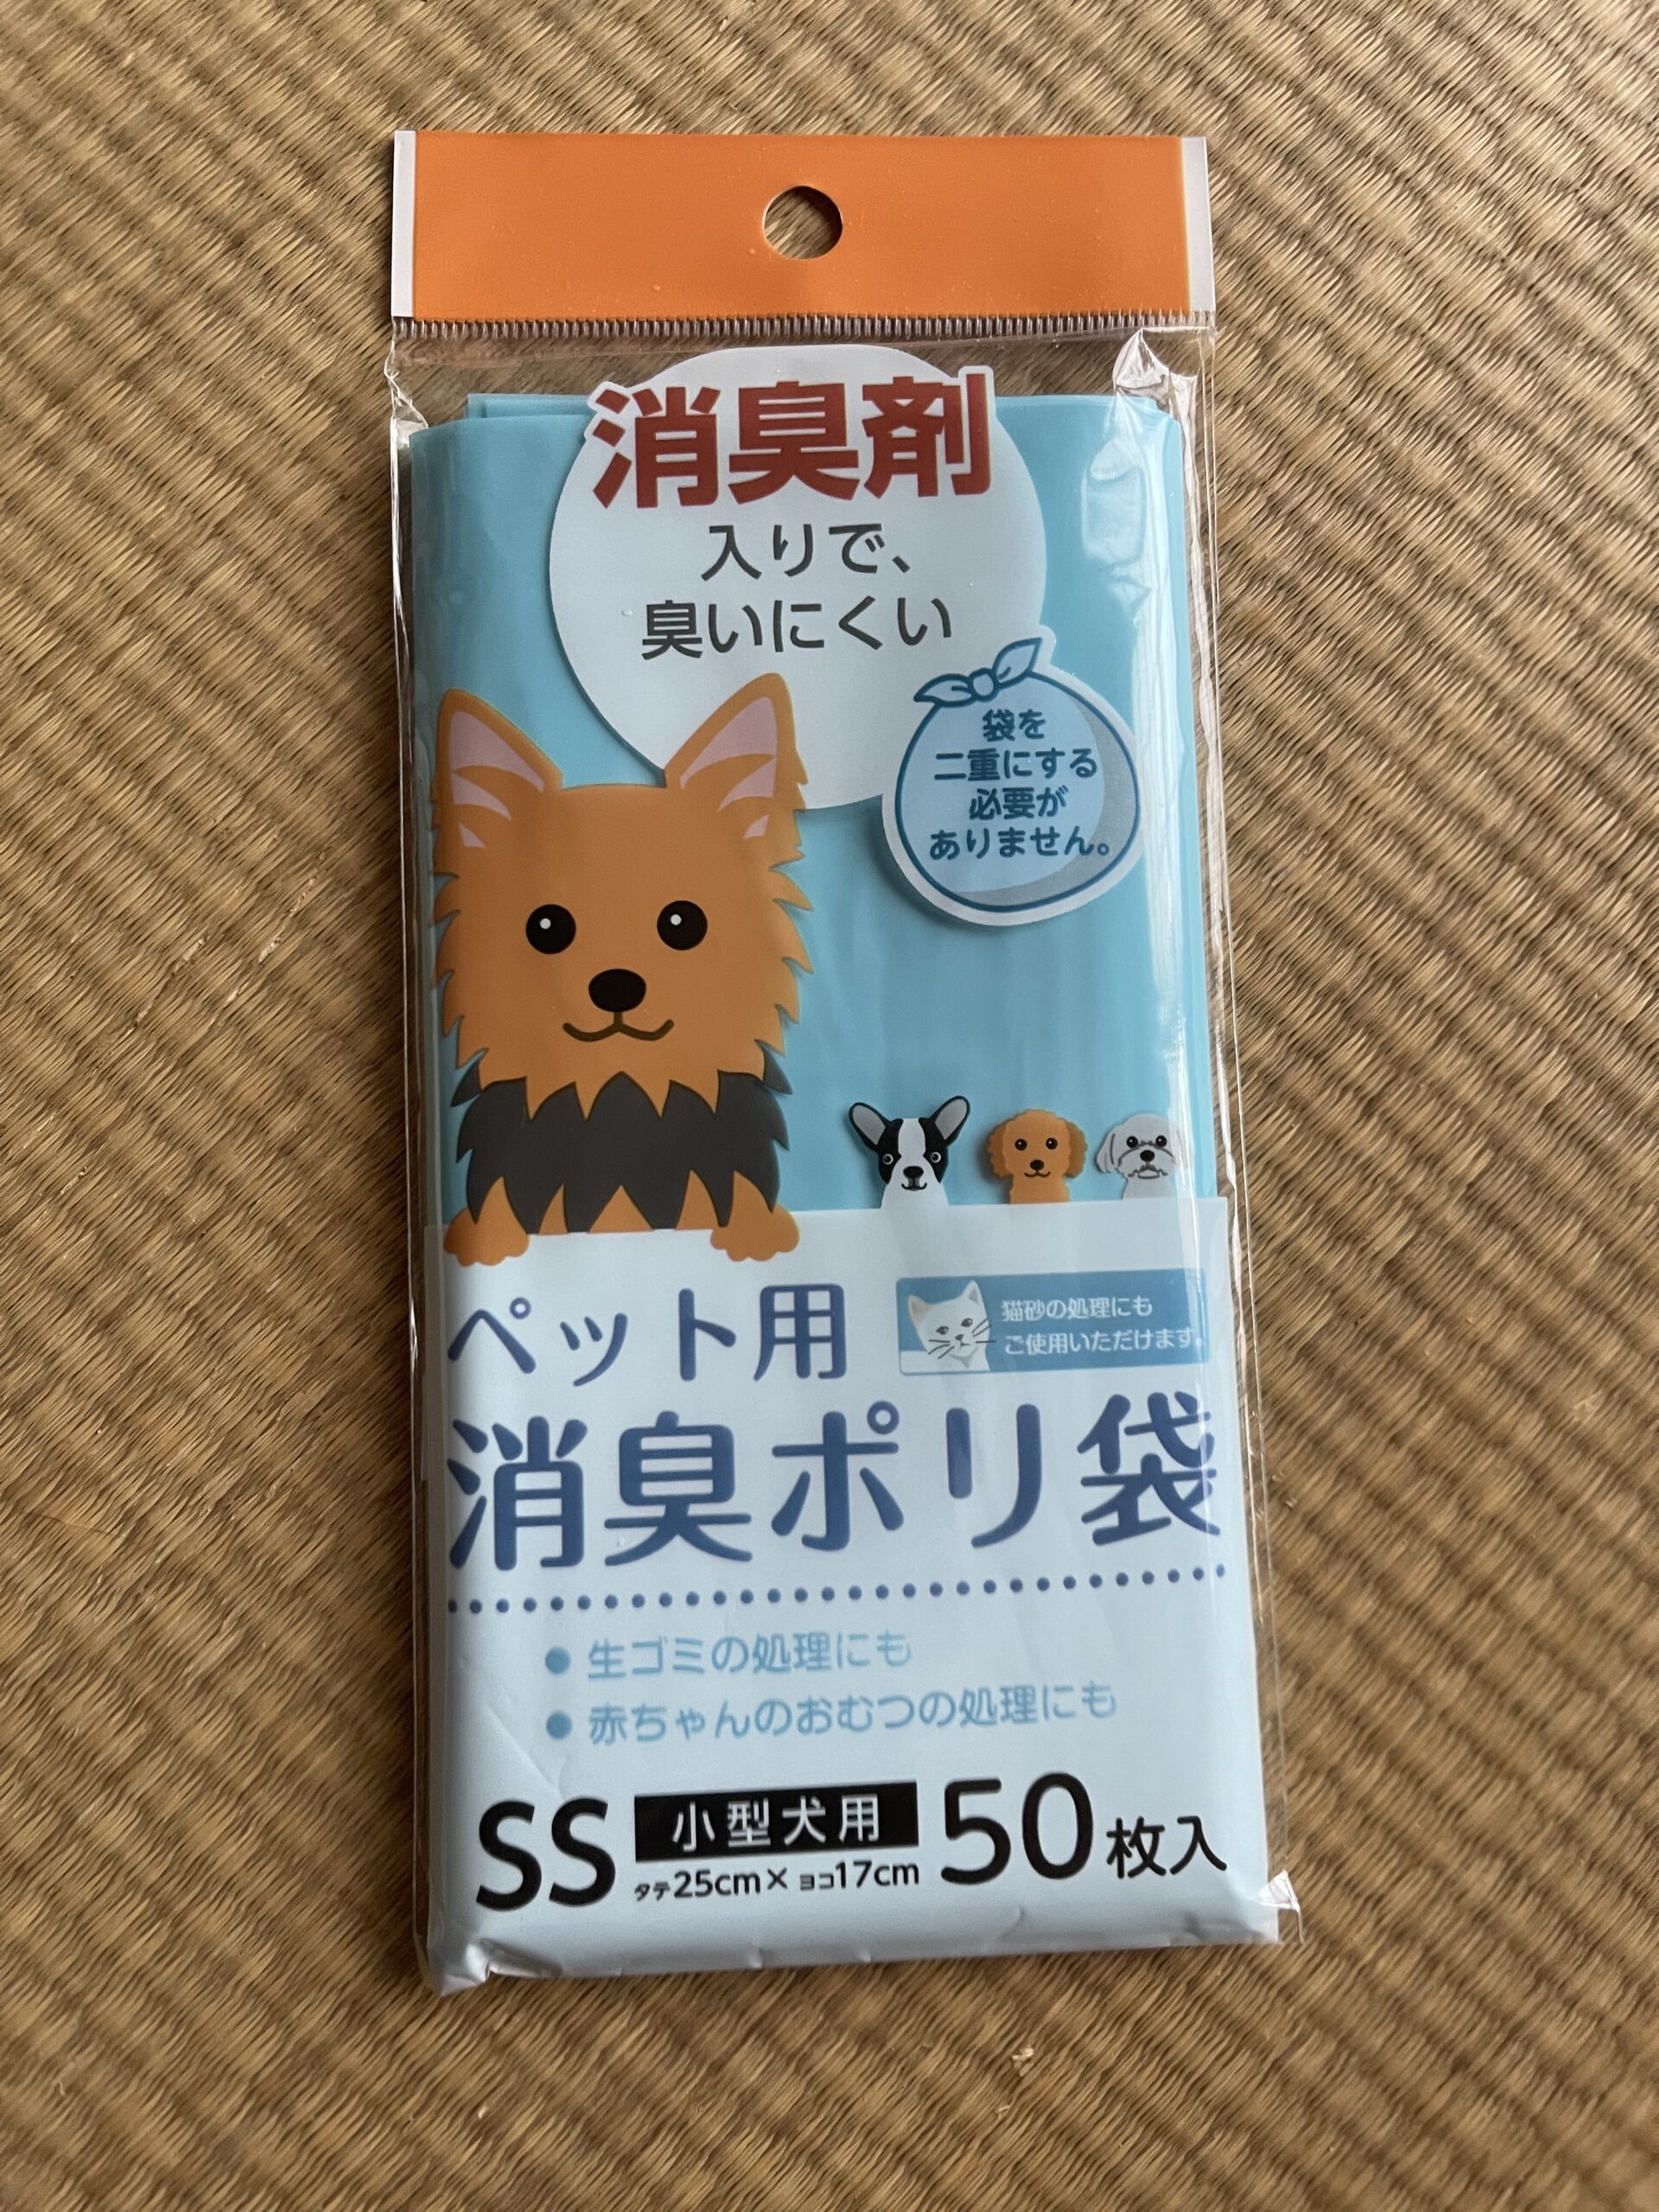 消臭剤
入りで、
臭いにくい
袋を
二重にする
必要が
ありません。
ペット用
猫砂の処理にも
ご使用いただけます。
消臭ポリ袋
● 生ゴミの処理にも
● 赤ちゃんのおむつの処理にも
SS 小型犬用 50枚入
タテ25cm×ヨコ17cm